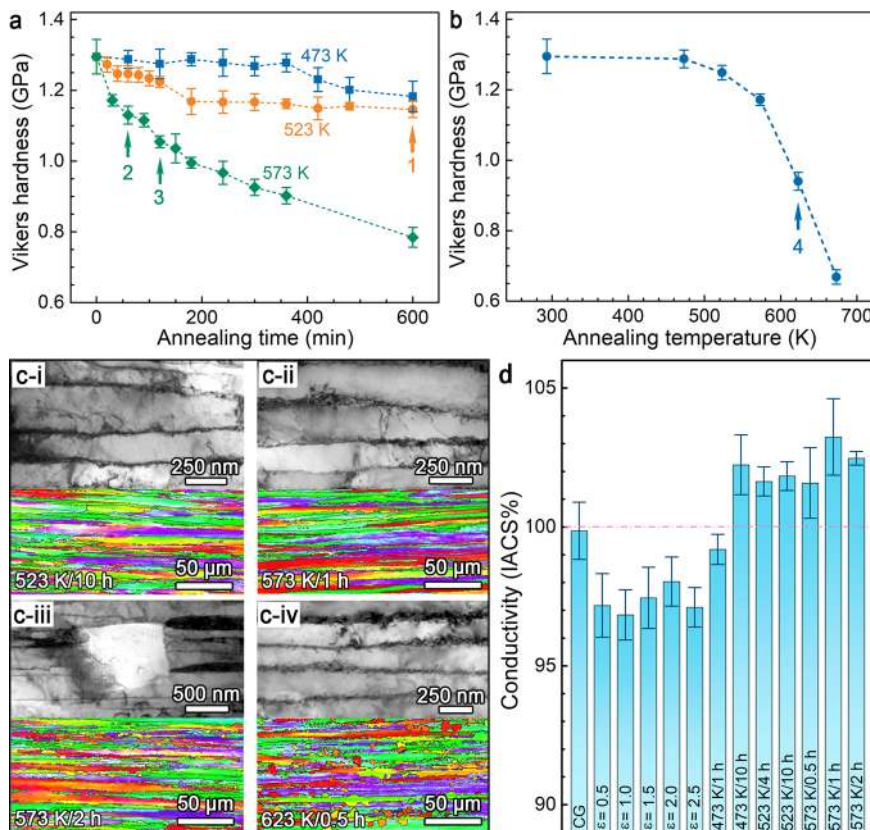 a
Vikers hardness (GPa)
1.4
1.2
1.0
0.8
0.6
473 K
523 K
573 K
1
2
3
0
200
400
600
Annealing time (min)
b
Vikers hardness (GPa)
1.4
1.2
1.0
0.8
0.6
4
300
400
500
600
700
Annealing temperature (K)
c-i
250 nm
523 K/10 h
50 μm
c-ii
250 nm
573 K/1 h
50 μm
c-iii
500 nm
573 K/2 h
50 μm
c-iv
250 nm
623 K/0.5 h
50 μm
d
Conductivity (IACS%)
105
100
95
90
CG
ε = 0.5
ε = 1.0
ε = 1.5
ε = 2.0
ε = 2.5
473 K/1 h
473 K/10 h
523 K/4 h
523 K/10 h
573 K/0.5 h
573 K/1 h
573 K/2 h